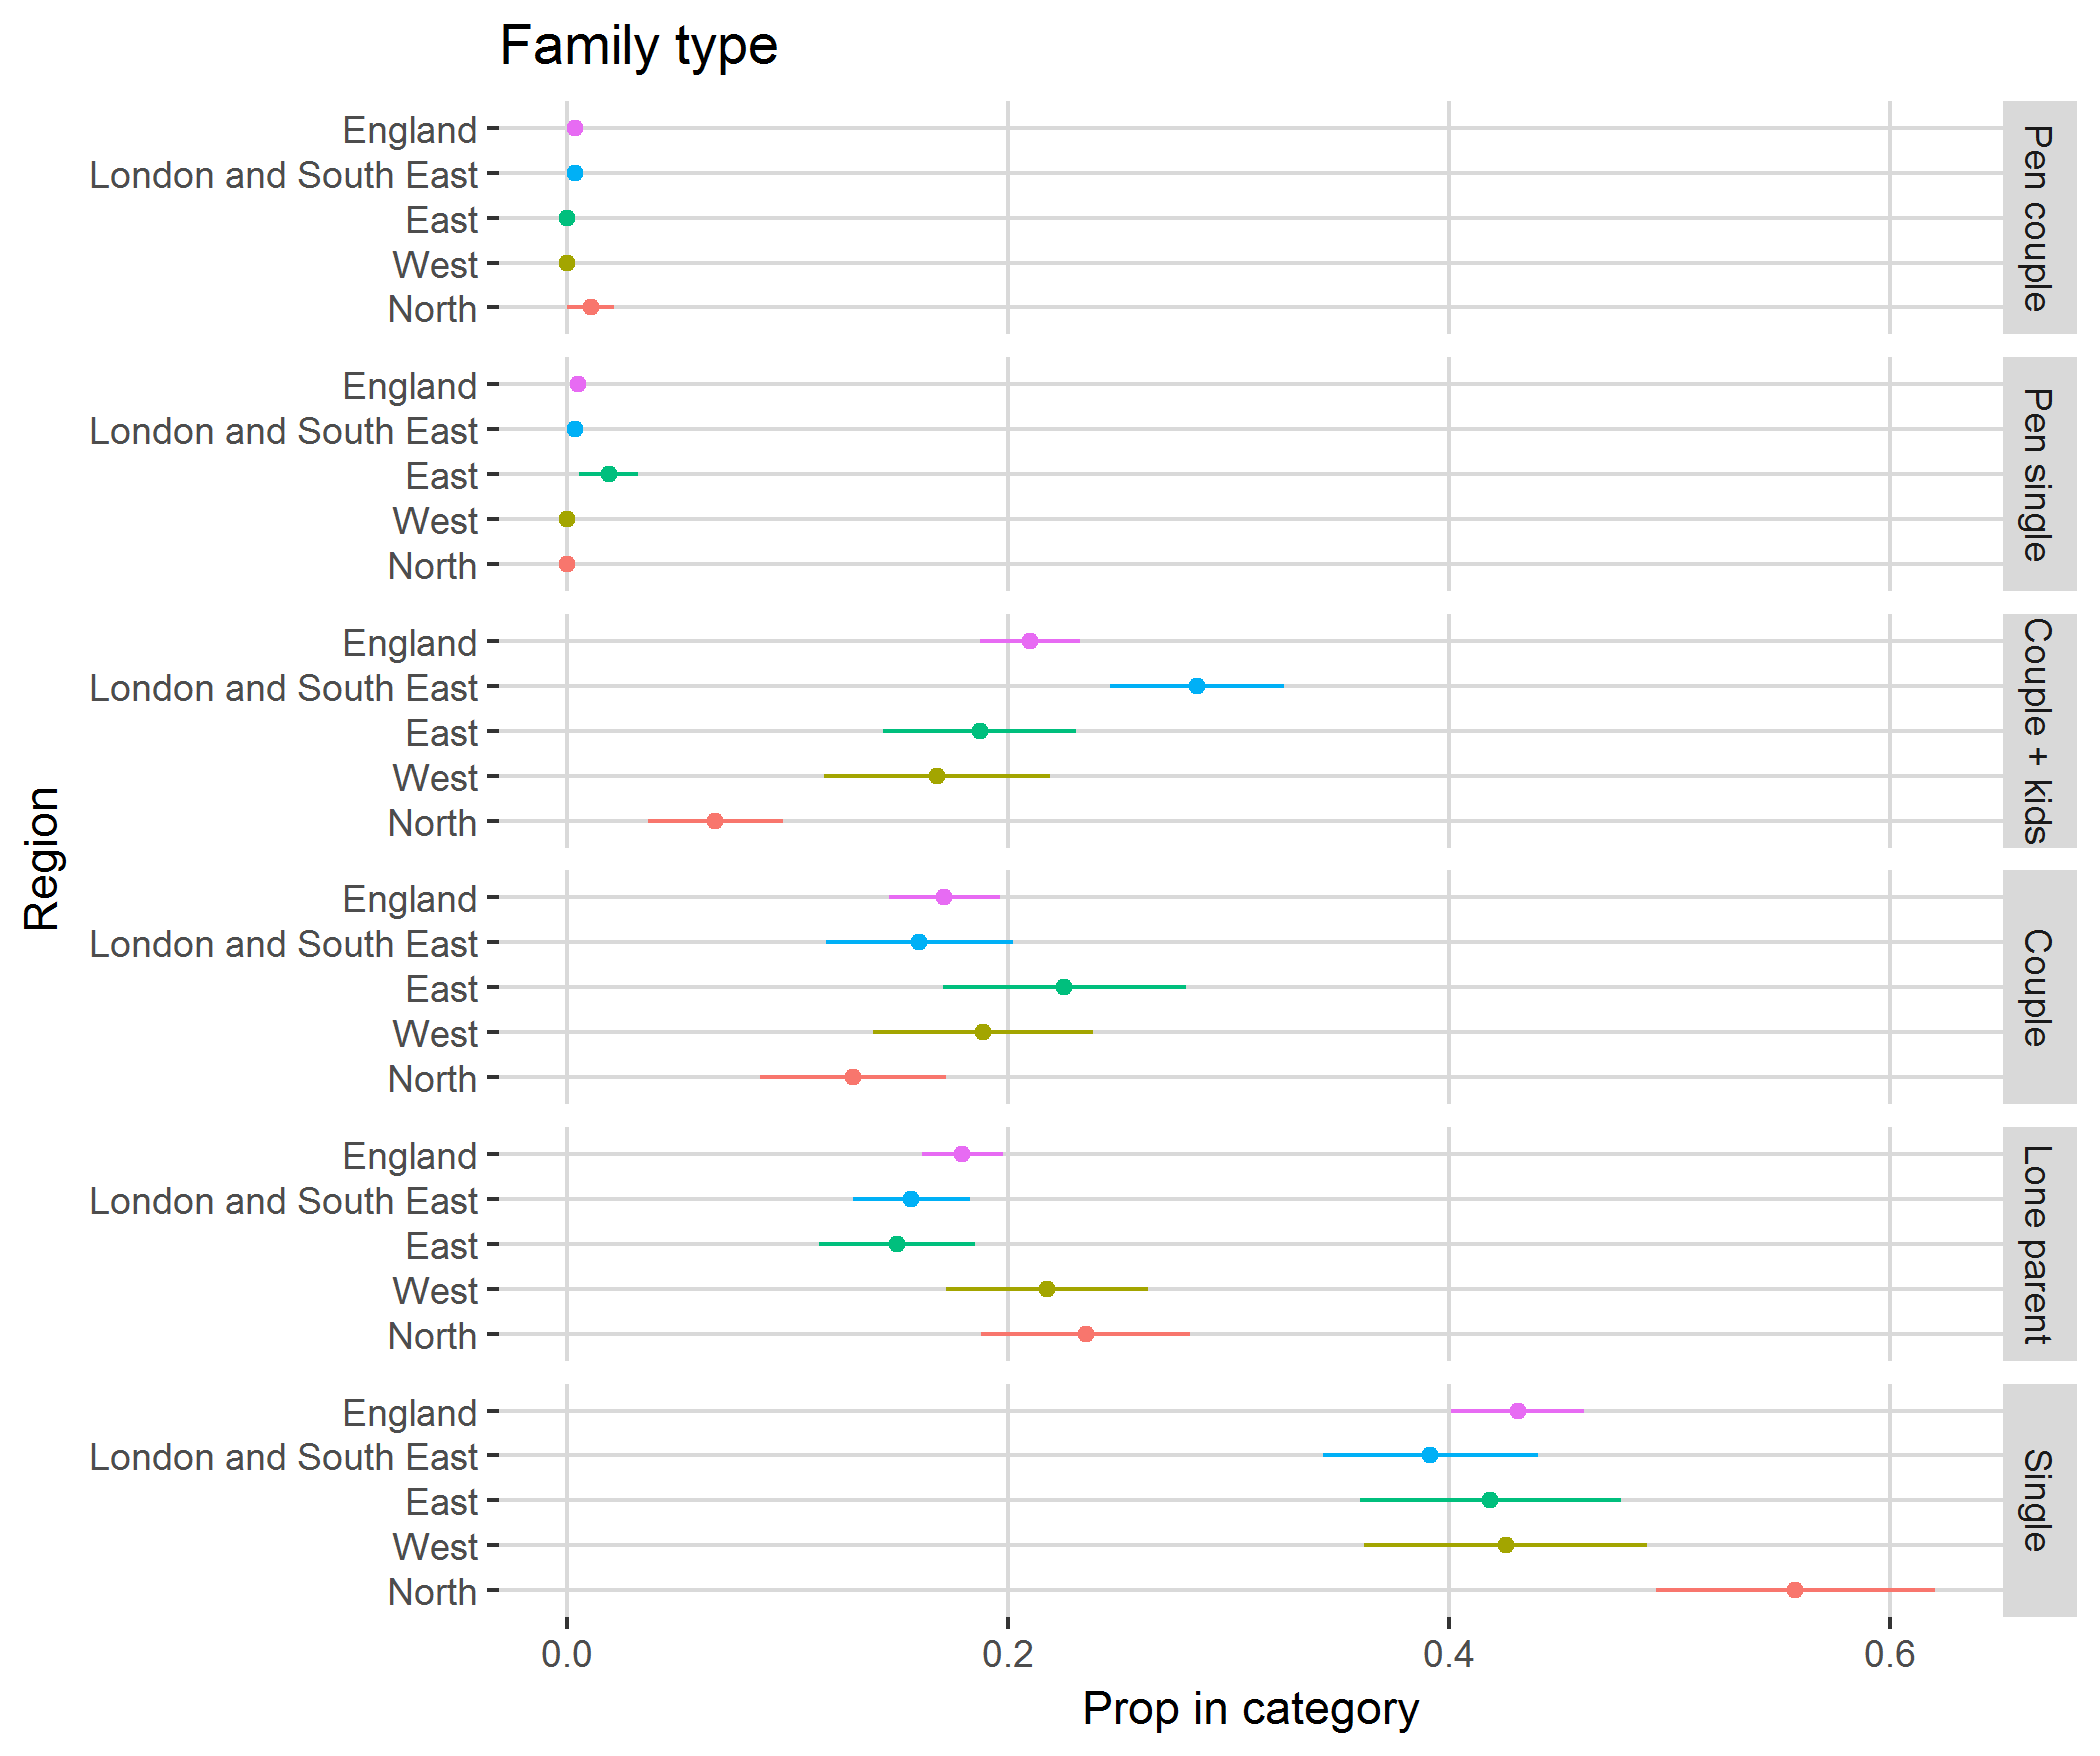 Family type
England
London and South East
East
West
North
Pen couple
England
London and South East
East
West
North
Pen single
England
London and South East
East
West
North
Couple + kids
England
London and South East
East
West
North
Couple
England
London and South East
East
West
North
Lone parent
England
London and South East
East
West
North
Single
Region
0.0 0.2 0.4 0.6
Prop in category